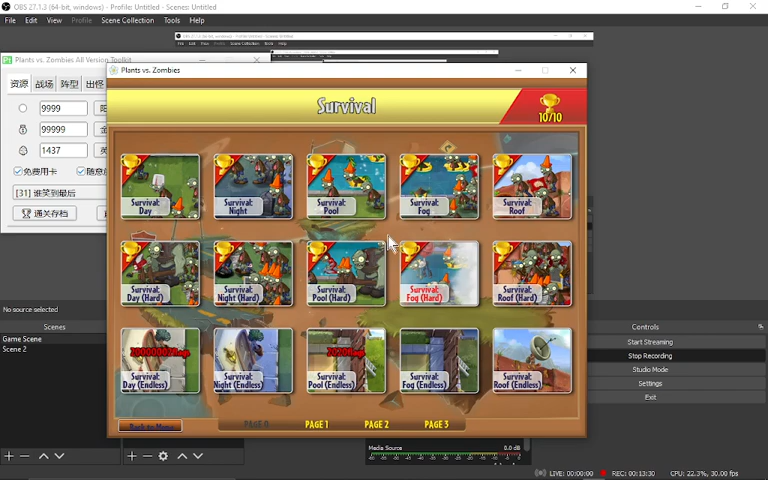 OBS 27.1.3 (64-bit, windows) - Profile: Untitled - Scenes: Untitled
File Edit View Profile Scene Collection Tools Help
Plants vs. Zombies All Version Toolkit
资源 战场 阵型 出怪
9999
99999
1437
免费用卡
[31] 谁笑到最后
通关存档
Plants vs. Zombies
Survival
10/10
Survival: Day
Survival: Night
Survival: Pool
Survival: Fog
Survival: Roof
Survival: Day (Hard)
Survival: Night (Hard)
Survival: Pool (Hard)
Survival: Fog (Hard)
Survival: Roof (Hard)
Survival: Day (Endless)
Survival: Night (Endless)
Survival: Pool (Endless)
Survival: Fog (Endless)
Survival: Roof (Endless)
Back to Menu
PAGE 0
PAGE 1
PAGE 2
PAGE 3
No source selected
Scenes
Game Scene
Scene 2
Controls
Start Streaming
Stop Recording
Studio Mode
Settings
Exit
Media Source
0.0 dB
LIVE: 00:00:00 REC: 00:13:30 CPU: 22.3%, 30.00 fps